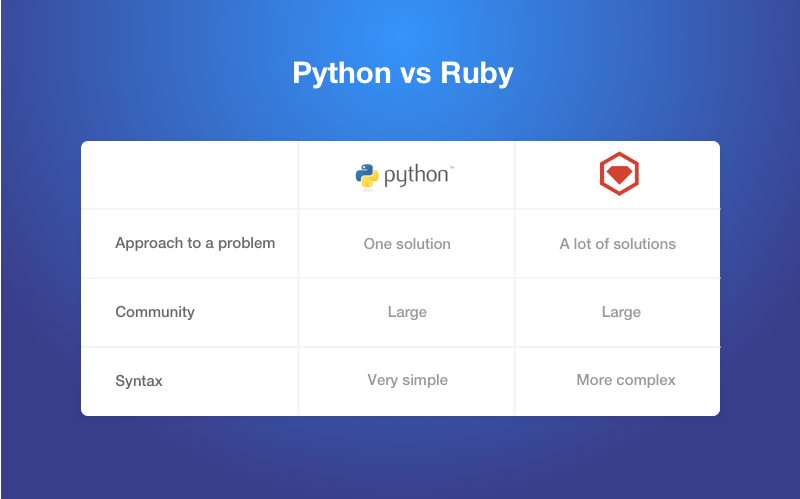 Python vs Ruby
python™
Approach to a problem One solution A lot of solutions
Community Large Large
Syntax Very simple More complex